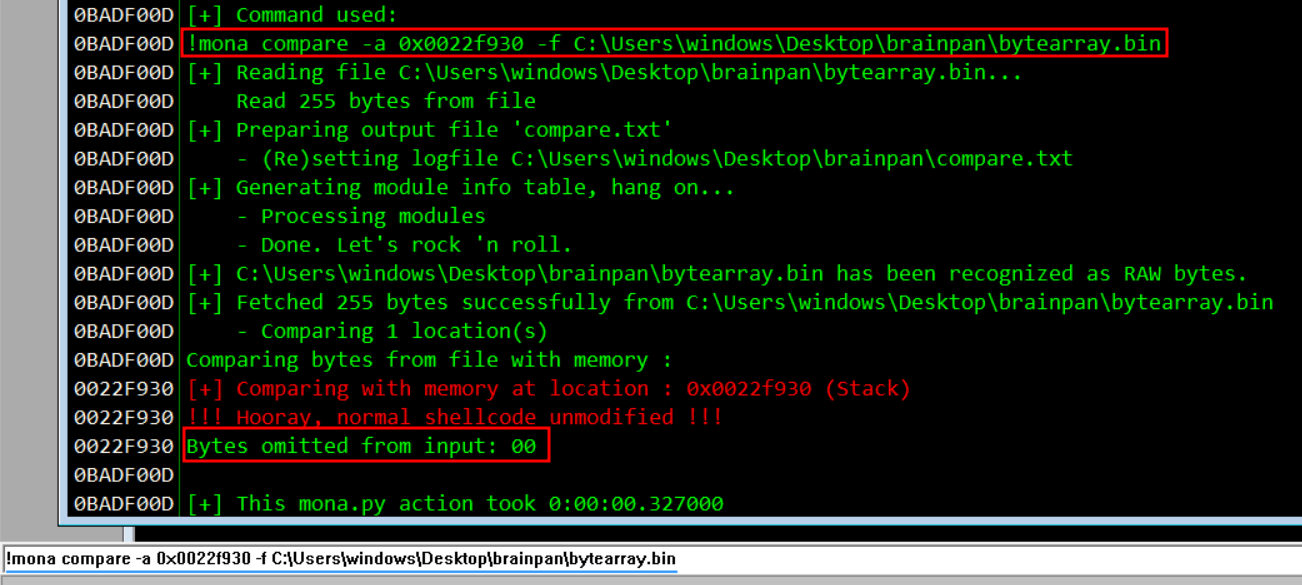 0BADF00D [+] Command used:
0BADF00D !mona compare -a 0x0022f930 -f C:\Users\windows\Desktop\brainpan\bytearray.bin
0BADF00D [+] Reading file C:\Users\windows\Desktop\brainpan\bytearray.bin...
0BADF00D     Read 255 bytes from file
0BADF00D [+] Preparing output file 'compare.txt'
0BADF00D     - (Re)setting logfile C:\Users\windows\Desktop\brainpan\compare.txt
0BADF00D [+] Generating module info table, hang on...
0BADF00D     - Processing modules
0BADF00D     - Done. Let's rock 'n roll.
0BADF00D [+] C:\Users\windows\Desktop\brainpan\bytearray.bin has been recognized as RAW bytes.
0BADF00D [+] Fetched 255 bytes successfully from C:\Users\windows\Desktop\brainpan\bytearray.bin
0BADF00D     - Comparing 1 location(s)
0BADF00D Comparing bytes from file with memory :
0022F930 [+] Comparing with memory at location : 0x0022f930 (Stack)
0022F930 !!! Hooray, normal shellcode unmodified !!!
0022F930 Bytes omitted from input: 00
0BADF00D
0BADF00D [+] This mona.py action took 0:00:00.327000
!mona compare -a 0x0022f930 -f C:\Users\windows\Desktop\brainpan\bytearray.bin